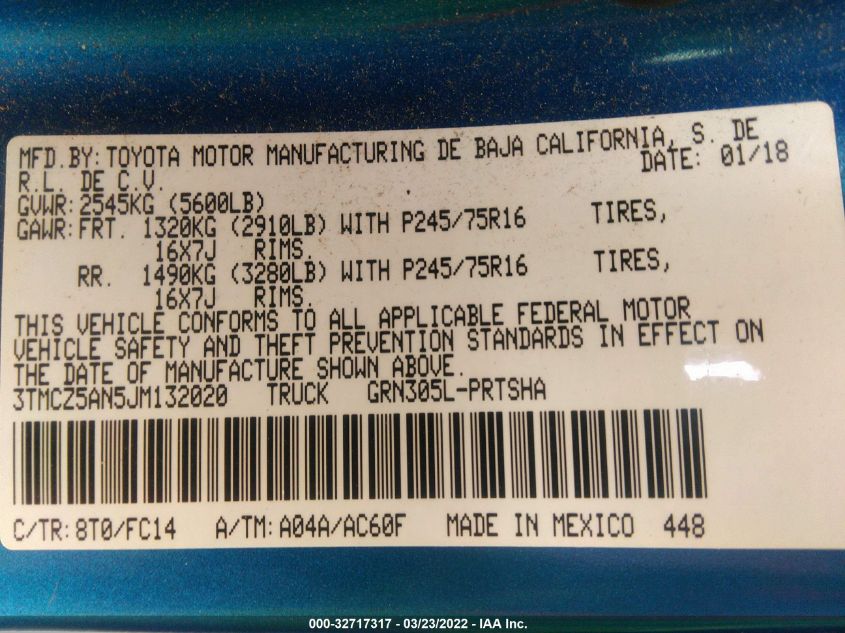 MFD.BY:TOYOTA MOTOR MANUFACTURING DE BAJA CALIFORNIA, S. DE
R.L. DE C.V. DATE: 01/18
GVWR:2545KG (5600LB)
GAWR:FRT. 1320KG (2910LB) WITH P245/75R16 TIRES,
16X7J RIMS.
RR. 1490KG (3280LB) WITH P245/75R16 TIRES,
16X7J RIMS.
THIS VEHICLE CONFORMS TO ALL APPLICABLE FEDERAL MOTOR
VEHICLE SAFETY AND THEFT PREVENTION STANDARDS IN EFFECT ON
THE DATE OF MANUFACTURE SHOWN ABOVE.
3TMCZ5AN5JM132020 TRUCK GRN305L-PRTSHA
C/TR:8T0/FC14 A/TM:A04A/AC60F MADE IN MEXICO 448
000-32717317 - 03/23/2022 - IAA Inc.